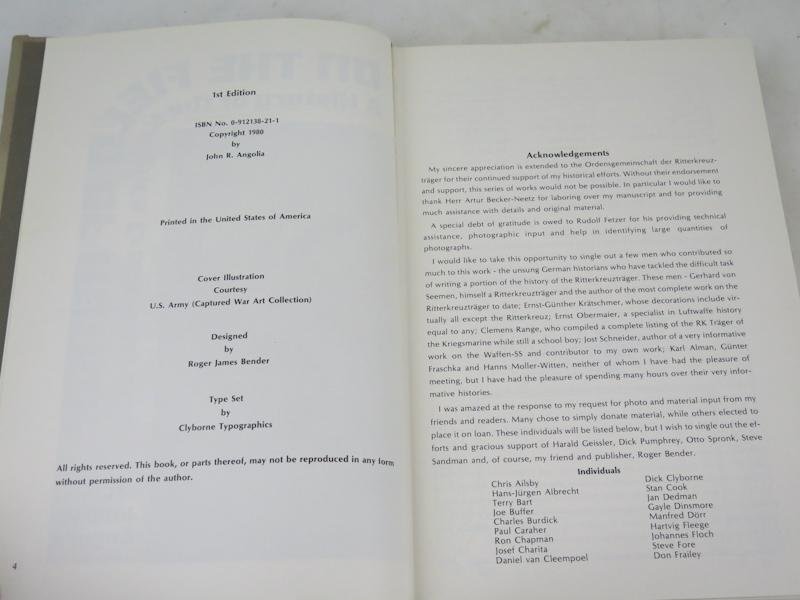 1st Edition
ISBN No. 0-912138-21-1
Copyright 1980
by
John R. Angolia
Printed in the United States of America
Cover Illustration
Courtesy
U.S. Army (Captured War Art Collection)
Designed
by
Roger James Bender
Type Set
by
Clyborne Typographics
All rights reserved. This book, or parts thereof, may not be reproduced in any form
without permission of the author.
4
Acknowledgements
My sincere appreciation is extended to the Ordensgemeinschaft der Ritterkreuz-
träger for their continued support of my historical efforts. Without their endorsement
and support, this series of works would not be possible. In particular I would like to
thank Herr Artur Becker-Neetz for laboring over my manuscript and for providing
much assistance with details and original material.
A special debt of gratitude is owed to Rudolf Fetzer for his providing technical
assistance, photographic input and help in identifying large quantities of
photographs.
I would like to take this opportunity to single out a few men who contributed so
much to this work - the unsung German historians who have tackled the difficult task
of writing a portion of the history of the Ritterkreuzträger. These men - Gerhard von
Seemen, himself a Ritterkreuzträger and the author of the most complete work on the
Ritterkreuzträger to date; Ernst-Günther Krätschmer, whose decorations include vir-
tually all except the Ritterkreuz; Ernst Obermaier, a specialist in Luftwaffe history
equal to any; Clemens Range, who compiled a complete listing of the RK Träger of
the Kriegsmarine while still a school boy; Jost Schneider, author of a very informative
work on the Waffen-SS and contributor to my own work; Karl Alman, Günter
Fraschka and Hanns Moller-Witten, neither of whom I have had the pleasure of
meeting, but I have had the pleasure of spending many hours over their very infor-
mative histories.
I was amazed at the response to my request for photo and material input from my
friends and readers. Many chose to simply donate material, while others elected to
place it on loan. These individuals will be listed below, but I wish to single out the ef-
forts and gracious support of Harald Geissler, Dick Pumphrey, Otto Spronk, Steve
Sandman and, of course, my friend and publisher, Roger Bender.
Individuals
Chris Ailsby
Hans-Jürgen Albrecht
Terry Bart
Joe Buffer
Charles Burdick
Paul Caraher
Ron Chapman
Josef Charita
Daniel van Cleempoel
Dick Clyborne
Stan Cook
Jan Dedman
Gayle Dinsmore
Manfred Dörr
Hartvig Fleege
Johannes Floch
Steve Fore
Don Frailey